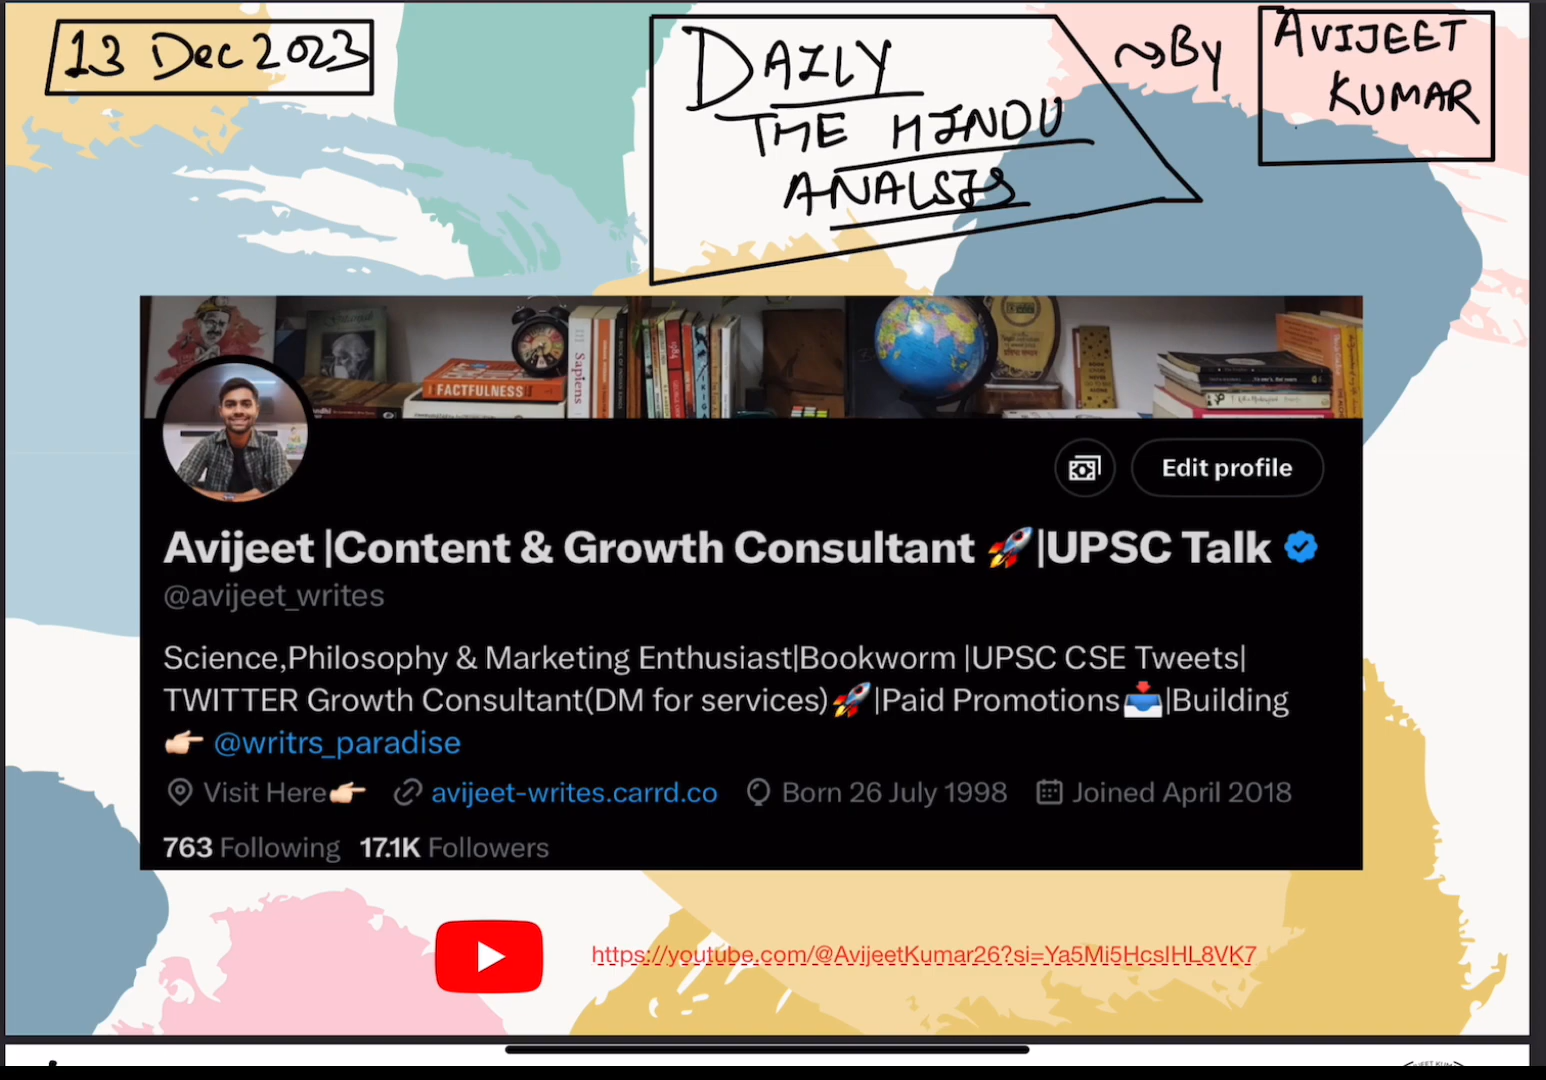 13 Dec 2023
DAILY
THE HINDU
ANALSIS
~By
AVIJEET
KUMAR
FACTFULNESS
Sapiens
1984
IKIGA
Edit profile
Avijeet |Content & Growth Consultant 🚀|UPSC Talk
@avijeet_writes
Science,Philosophy & Marketing Enthusiast|Bookworm |UPSC CSE Tweets|
TWITTER Growth Consultant(DM for services)🚀|Paid Promotions📥|Building
👉 @writrs_paradise
Visit Here👉 avijeet-writes.carrd.co Born 26 July 1998 Joined April 2018
763 Following 17.1K Followers
https://youtube.com/@AvijeetKumar26?si=Ya5Mi5HcslHL8VK7